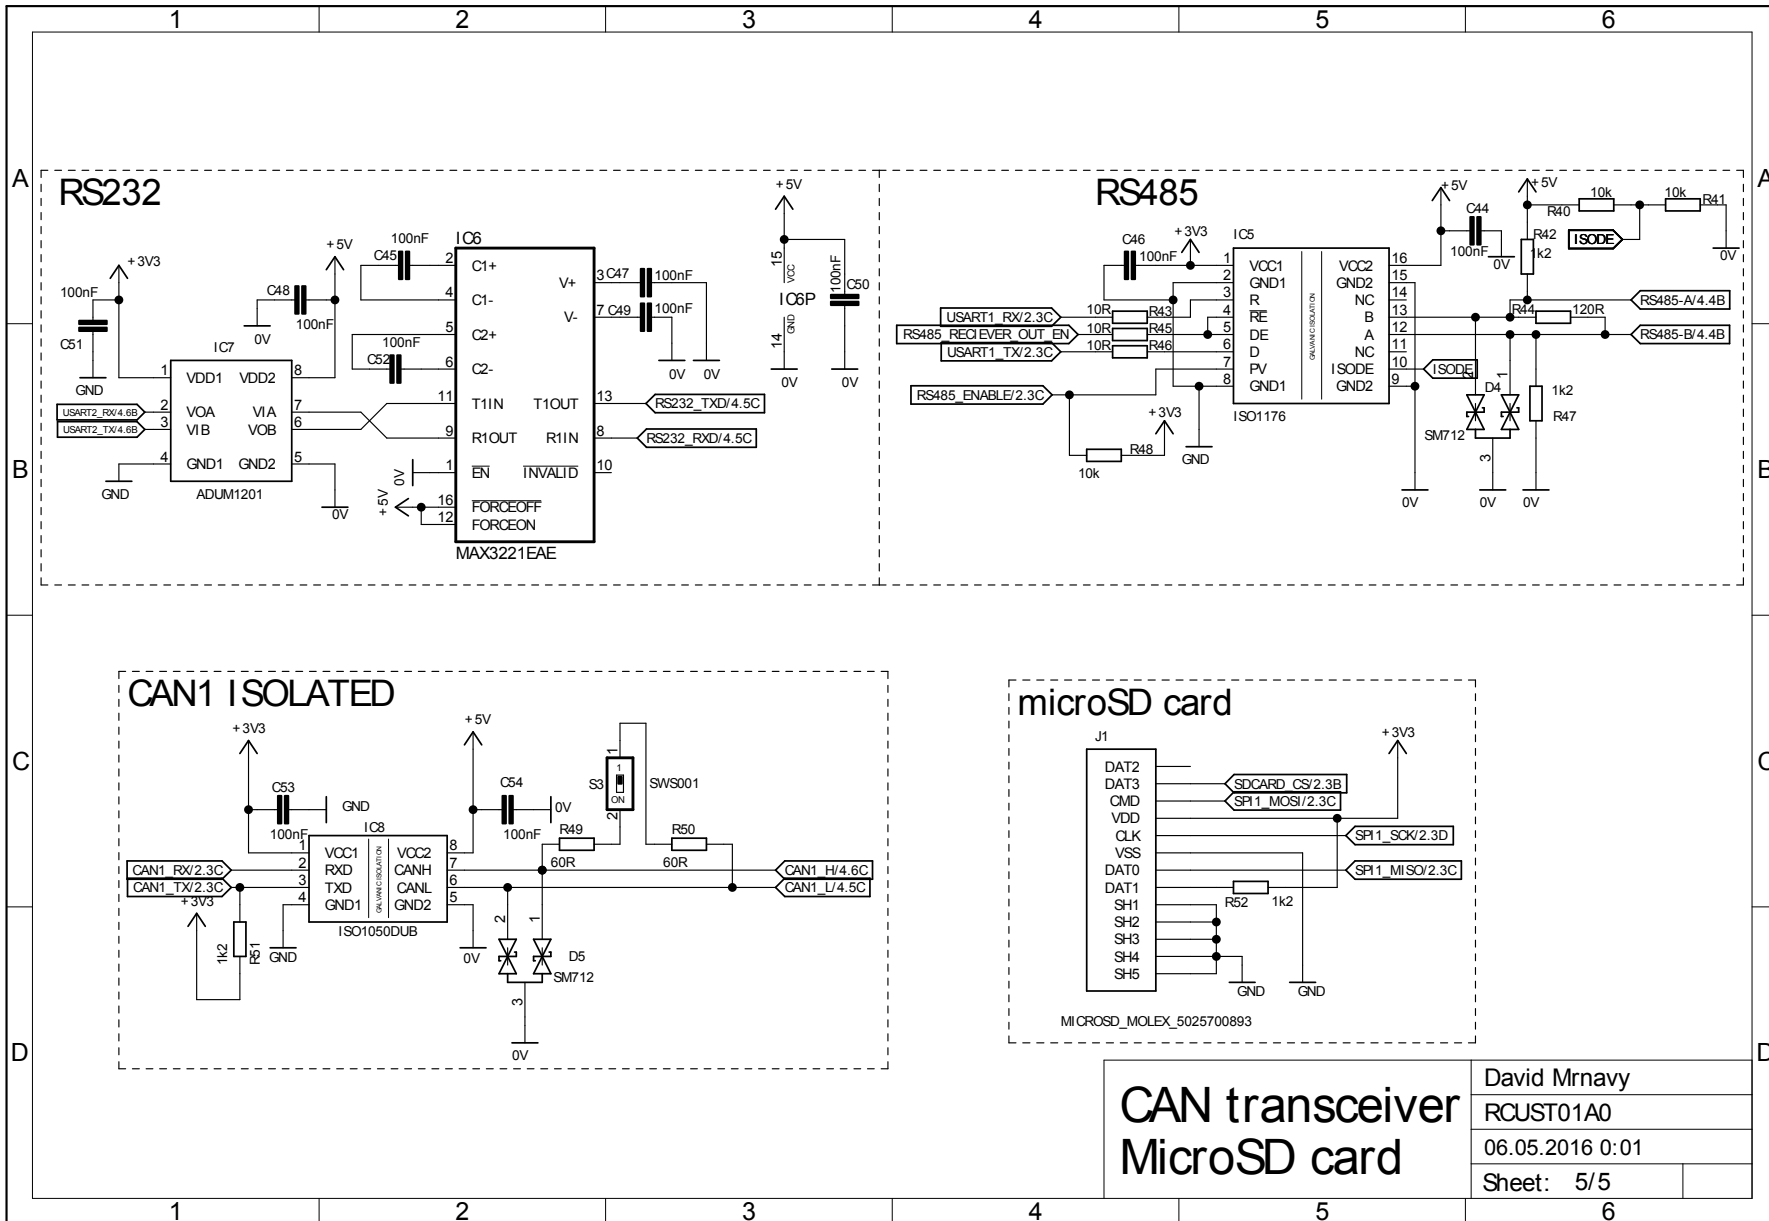 1 2 3 4 5 6
A A
RS232
+3V3
100nF
C51
GND
+5V
C48
100nF
0V
IC7
1 VDD1 VDD2 8
2 VOA VIA 7
3 VIB VOB 6
4 GND1 GND2 5
ADUM1201
USART2_RX/4.6B
USART2_TX/4.6B
GND
0V
IC6
100nF
C45
100nF
C52
2 C1+
4 C1-
5 C2+
6 C2-
11 T1IN T1OUT 13
9 R1OUT R1IN 8
1 EN INVALID 10
16 FORCEOFF
12 FORCEON
V+ 3
V- 7
MAX3221EAE
0V
+5V
C47 100nF
C49 100nF
0V 0V
RS232_TXD/4.5C
RS232_RXD/4.5C
+5V
15 VCC
IC6P
14 GND
100nF
C50
0V 0V
RS485
C46
100nF
+3V3
IC5
1 VCC1 VCC2 16
2 GND1 GND2 15
3 R NC 14
4 RE B 13
5 DE A 12
6 D NC 11
7 PV ISODE 10
8 GND1 GND2 9
GALVANIC ISOLATION
ISO1176
USART1_RX/2.3C
RS485_RECIEVER_OUT_EN
USART1_TX/2.3C
RS485_ENABLE/2.3C
10R R43
10R R45
10R R46
+3V3
R48
10k
GND
+5V
C44
100nF
0V
+5V
R40
10k
10k
R41
ISODE
0V
R42
1k2
R44
120R
RS485-A/4.4B
RS485-B/4.4B
ISODE
2 1
D4
SM712
3
1k2
R47
0V 0V 0V
B B
CAN1 ISOLATED
+3V3
C53
100nF
GND
+5V
C54
100nF
0V
IC8
1 VCC1 VCC2 8
2 RXD CANH 7
3 TXD CANL 6
4 GND1 GND2 5
GALVANIC ISOLATION
ISO1050DUB
CAN1_RX/2.3C
CAN1_TX/2.3C
+3V3
1k2
R51
GND
0V
S3
1
1
ON
2
SWS001
R49
60R
R50
60R
CAN1_H/4.6C
CAN1_L/4.5C
2 1
D5
SM712
3
0V
microSD card
J1
DAT2
DAT3
CMD
VDD
CLK
VSS
DAT0
DAT1
SH1
SH2
SH3
SH4
SH5
SDCARD_CS/2.3B
SPI1_MOSI/2.3C
SPI1_SCK/2.3D
SPI1_MISO/2.3C
+3V3
R52
1k2
GND
GND
MICROSD_MOLEX_5025700893
C C
D D
CAN transceiver
MicroSD card
David Mrnavy
RCUST01A0
06.05.2016 0:01
Sheet: 5/5
1 2 3 4 5 6